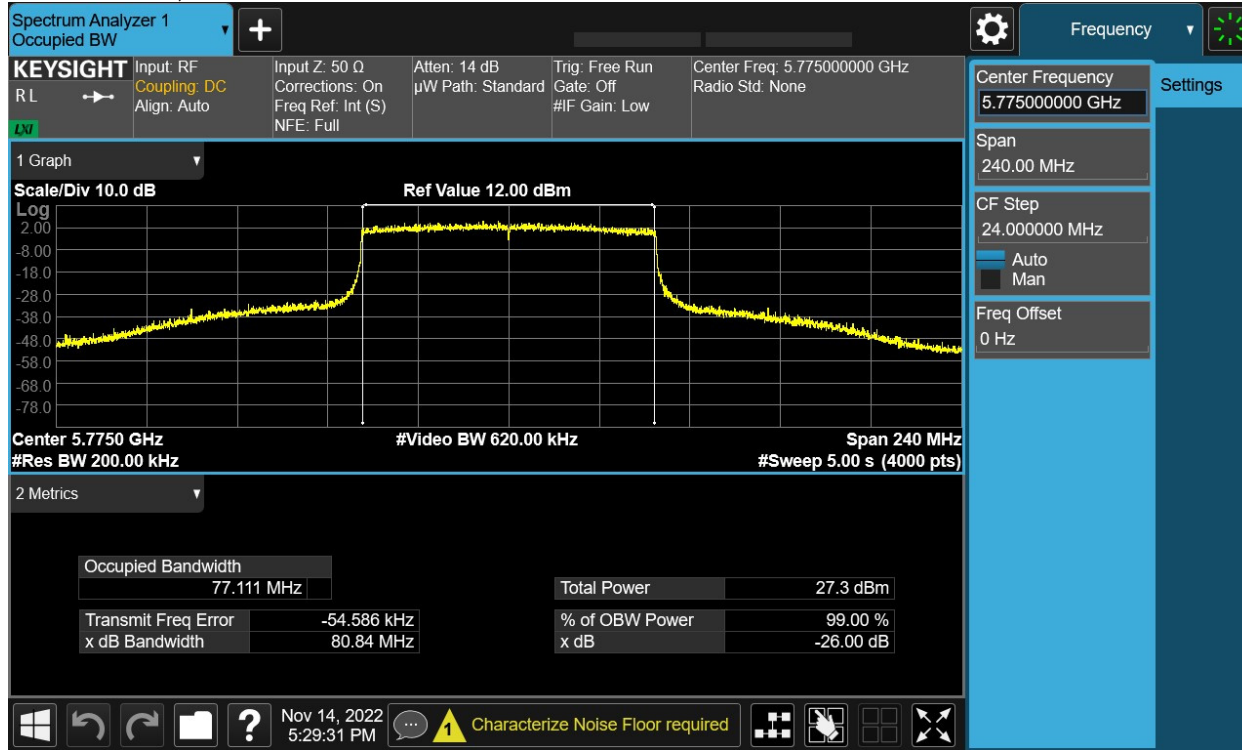 Spectrum Analyzer 1
Occupied BW
+
Frequency
KEYSIGHT
RL
LXI
Input: RF
Coupling: DC
Align: Auto
Input Z: 50 Ω
Corrections: On
Freq Ref: Int (S)
NFE: Full
Atten: 14 dB
µW Path: Standard
Trig: Free Run
Gate: Off
#IF Gain: Low
Center Freq: 5.775000000 GHz
Radio Std: None
Center Frequency
5.775000000 GHz
Settings
Span
240.00 MHz
CF Step
24.000000 MHz
Auto
Man
Freq Offset
0 Hz
1 Graph
Scale/Div 10.0 dB
Ref Value 12.00 dBm
Log
2.00
-8.00
-18.0
-28.0
-38.0
-48.0
-58.0
-68.0
-78.0
Center 5.7750 GHz
#Video BW 620.00 kHz
Span 240 MHz
#Res BW 200.00 kHz
#Sweep 5.00 s (4000 pts)
2 Metrics
Occupied Bandwidth
77.111 MHz
Total Power 27.3 dBm
Transmit Freq Error -54.586 kHz
% of OBW Power 99.00 %
x dB Bandwidth 80.84 MHz
x dB -26.00 dB
?
Nov 14, 2022
5:29:31 PM
1
Characterize Noise Floor required